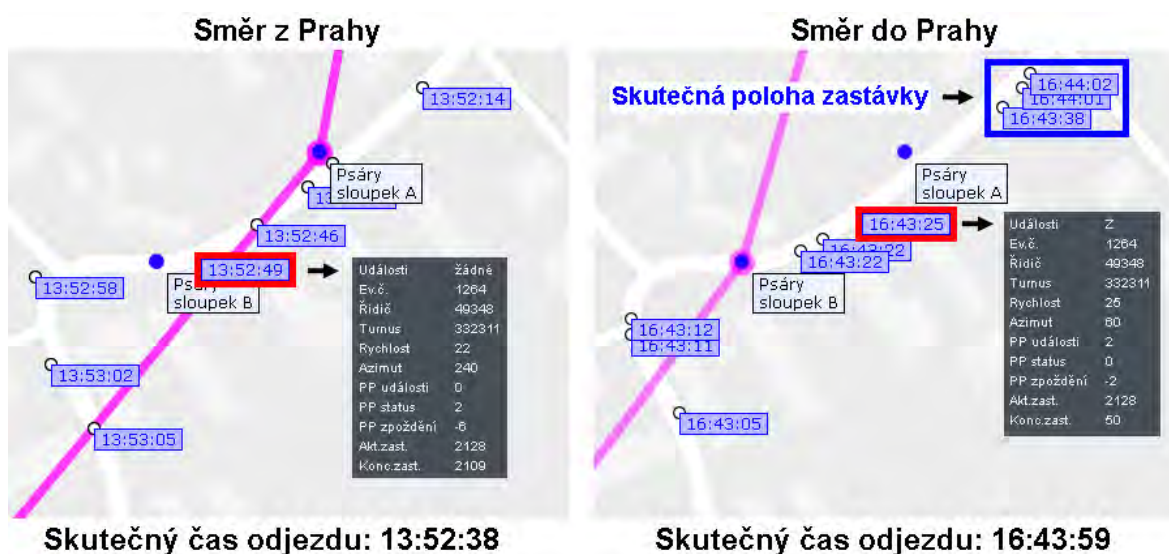 Směr z Prahy
13:52:14
Psáry
sloupek A
13:52:46
13:52:49
Psáry
sloupek B
13:52:58
13:53:02
13:53:05
Události žádné
Ev.č. 1264
Řidič 49348
Turnus 332311
Rychlost 22
Azimut 240
PP události 0
PP status 2
PP zpoždění -6
Akt.zast. 2128
Konc.zast. 2109
Skutečný čas odjezdu: 13:52:38
Směr do Prahy
Skutečná poloha zastávky
16:44:02
16:44:01
16:43:38
Psáry
sloupek A
16:43:25
16:43:22
16:43:22
Psáry
sloupek B
16:43:12
16:43:11
16:43:05
Události Z
Ev.č. 1264
Řidič 49348
Turnus 332311
Rychlost 25
Azimut 60
PP události 2
PP status 0
PP zpoždění -2
Akt.zast. 2128
Konc.zast. 50
Skutečný čas odjezdu: 16:43:59